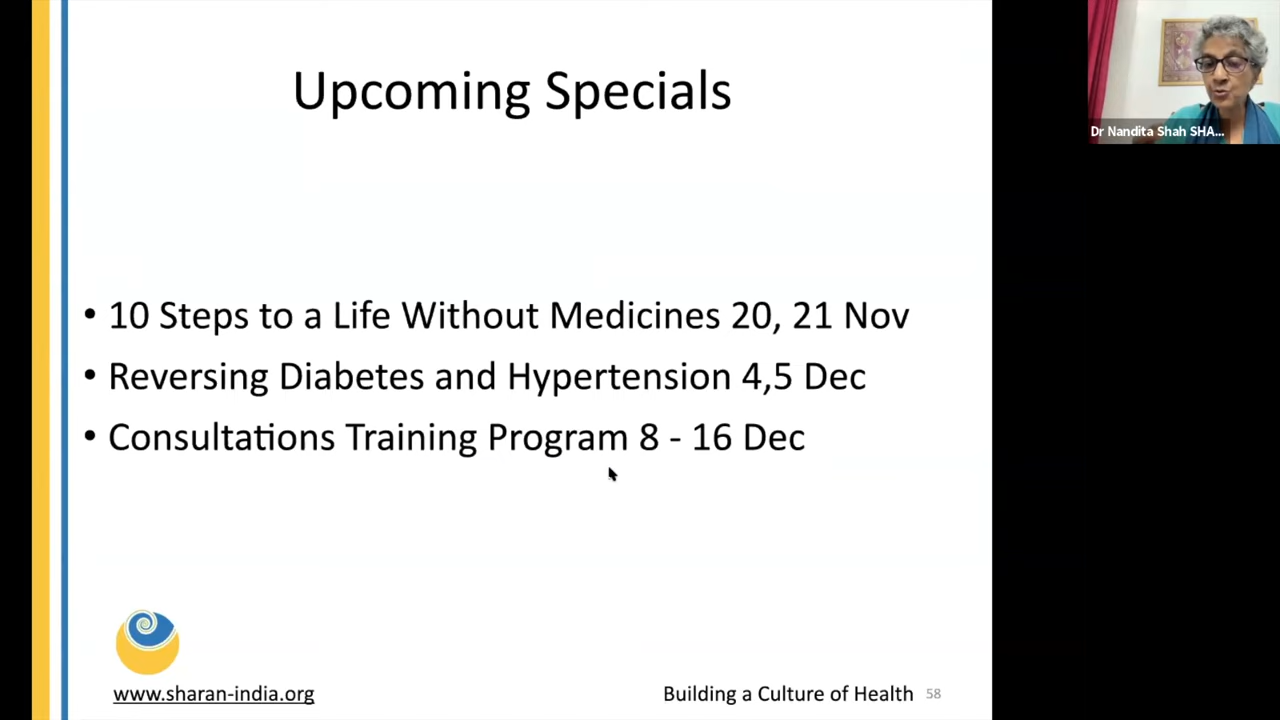 Upcoming Specials
• 10 Steps to a Life Without Medicines 20, 21 Nov
• Reversing Diabetes and Hypertension 4,5 Dec
• Consultations Training Program 8 - 16 Dec
www.sharan-india.org
Building a Culture of Health 58
Dr Nandita Shah SHA...